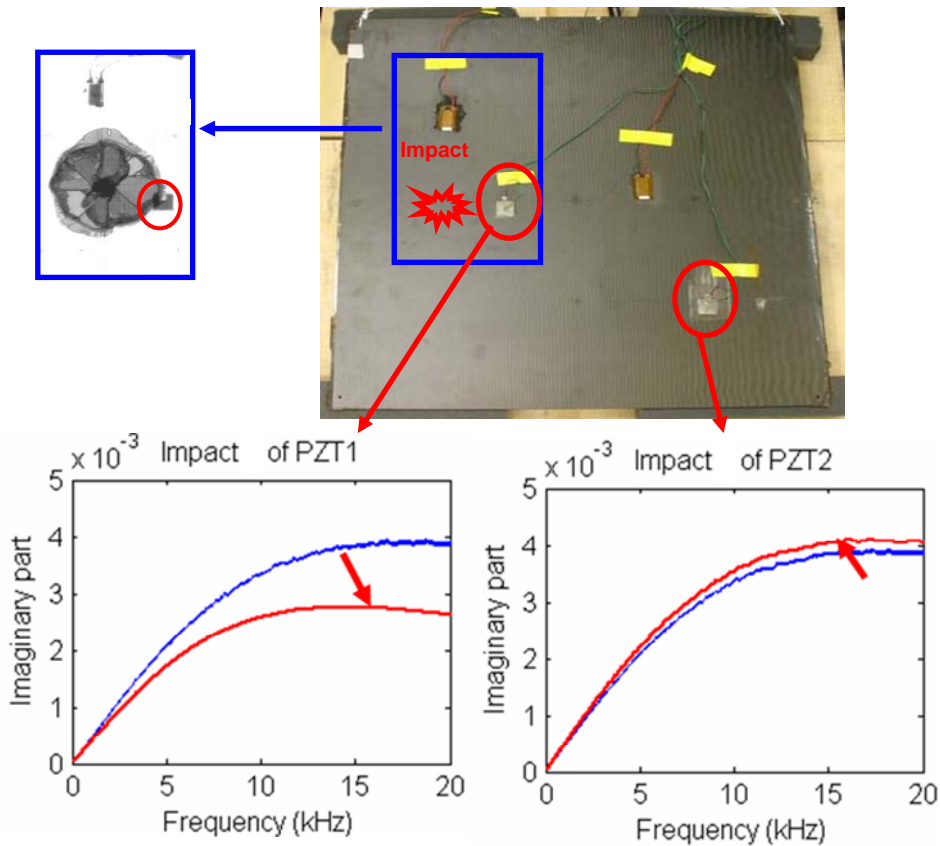 Impact
x 10^-3 Impact of PZT1
5
4
3
2
1
0
Imaginary part
0 5 10 15 20
Frequency (kHz)
x 10^-3 Impact of PZT2
5
4
3
2
1
0
Imaginary part
0 5 10 15 20
Frequency (kHz)